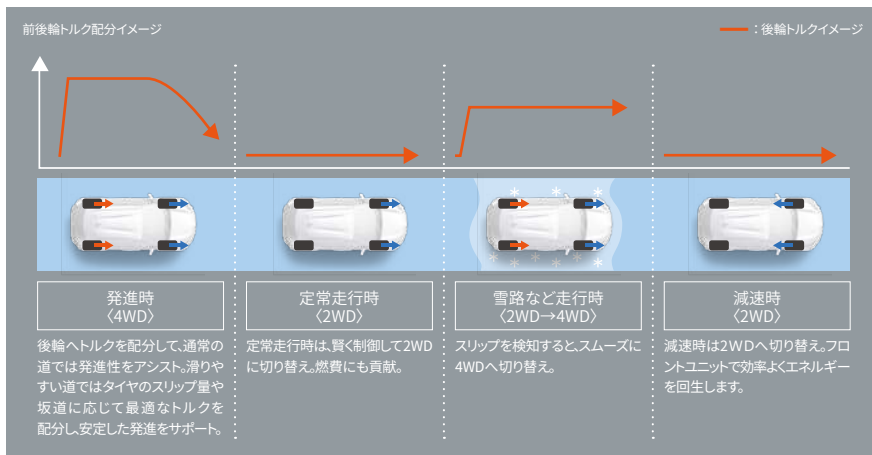 前後輪トルク配分イメージ
：後輪トルクイメージ
発進時
〈4WD〉
後輪へトルクを配分して、通常の
道では発進性をアシスト。滑りや
すい道ではタイヤのスリップ量や
坂道に応じて最適なトルクを
配分し、安定した発進をサポート。
定常走行時
〈2WD〉
定常走行時は、賢く制御して2WD
に切り替え。燃費にも貢献。
雪路など走行時
〈2WD→4WD〉
スリップを検知すると、スムーズに
4WDへ切り替え。
減速時
〈2WD〉
減速時は2WDへ切り替え。フロ
ントユニットで効率よくエネルギー
を回生します。